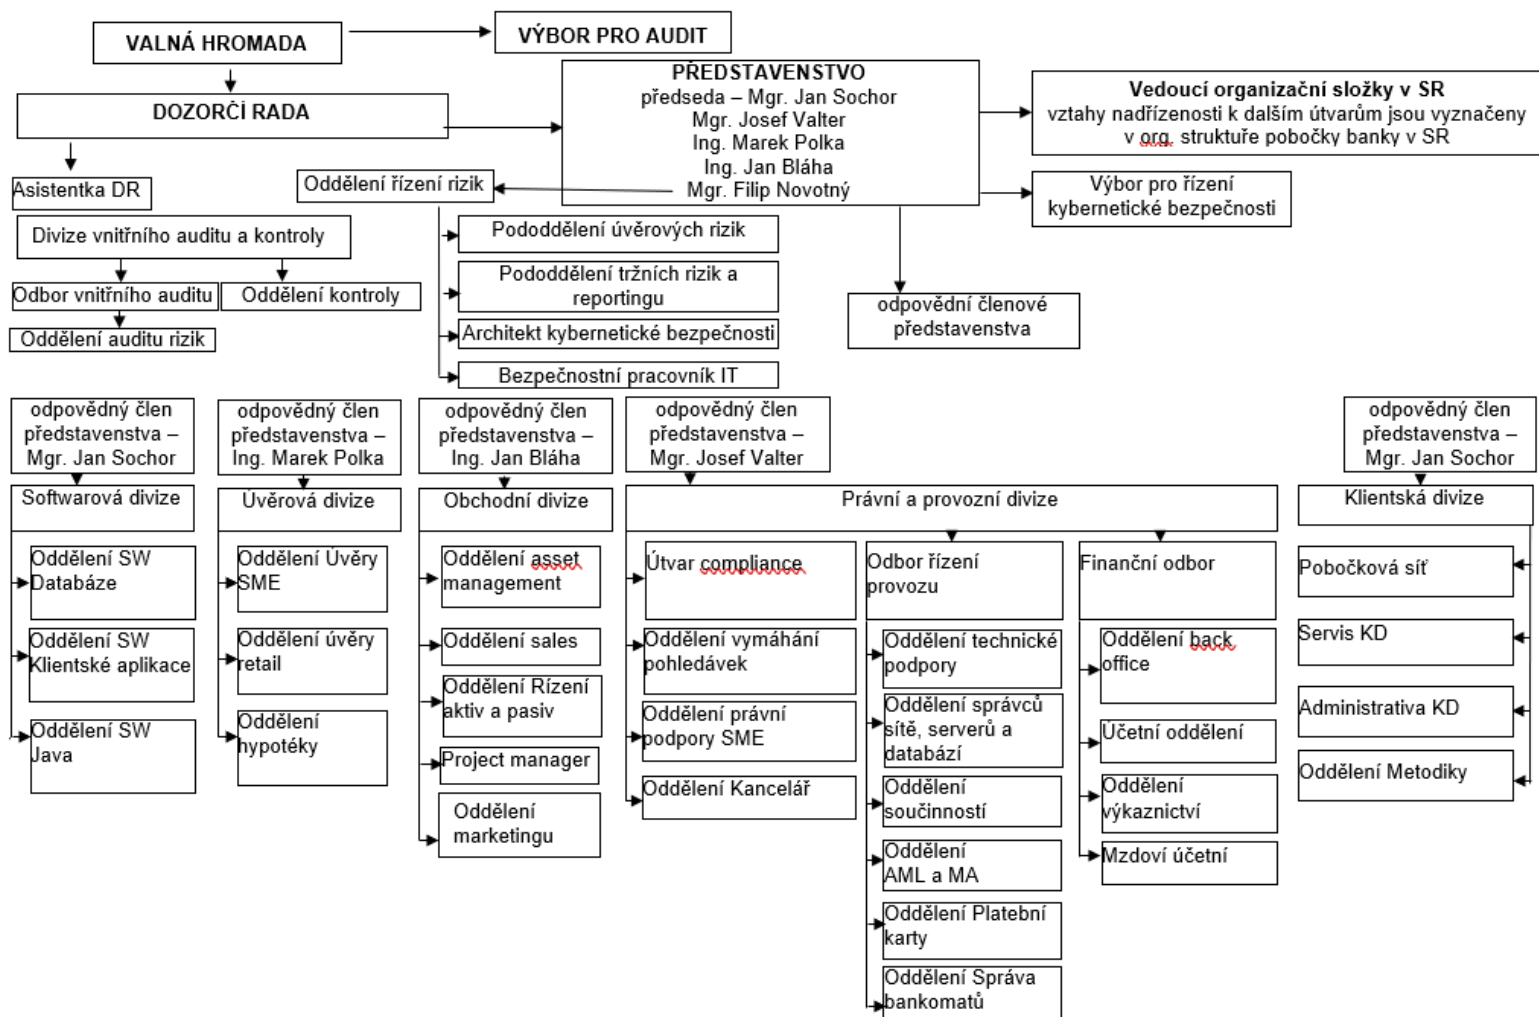 VALNÁ HROMADA
VÝBOR PRO AUDIT
DOZORČÍ RADA
PŘEDSTAVENSTVO
předseda – Mgr. Jan Sochor
Mgr. Josef Valter
Ing. Marek Polka
Ing. Jan Bláha
Mgr. Filip Novotný
Vedoucí organizační složky v SR
vztahy nadřízenosti k dalším útvarům jsou vyznačeny
v org. struktuře pobočky banky v SR
Asistentka DR
Oddělení řízení rizik
Výbor pro řízení
kybernetické bezpečnosti
Divize vnitřního auditu a kontroly
Odbor vnitřního auditu
Oddělení kontroly
Oddělení auditu rizik
Pododdělení úvěrových rizik
Pododdělení tržních rizik a
reportingu
Architekt kybernetické bezpečnosti
Bezpečnostní pracovník IT
odpovědní členové
představenstva
odpovědný člen
představenstva –
Mgr. Jan Sochor
Softwarová divize
Oddělení SW
Databáze
Oddělení SW
Klientské aplikace
Oddělení SW
Java
odpovědný člen
představenstva –
Ing. Marek Polka
Úvěrová divize
Oddělení Úvěry
SME
Oddělení úvěry
retail
Oddělení
hypotéky
odpovědný člen
představenstva –
Ing. Jan Bláha
Obchodní divize
Oddělení asset
management
Oddělení sales
Oddělení Rízení
aktiv a pasiv
Project manager
Oddělení
marketingu
odpovědný člen
představenstva –
Mgr. Josef Valter
Právní a provozní divize
Útvar compliance
Oddělení vymáhání
pohledávek
Oddělení právní
podpory SME
Oddělení Kancelář
Odbor řízení
provozu
Oddělení technické
podpory
Oddělení správců
sítě, serverů a
databází
Oddělení
součinností
Oddělení
AML a MA
Oddělení Platební
karty
Oddělení Správa
bankomatů
Finanční odbor
Oddělení back
office
Účetní oddělení
Oddělení
výkaznictví
Mzdoví účetní
odpovědný člen
představenstva –
Mgr. Jan Sochor
Klientská divize
Pobočková síť
Servis KD
Administrativa KD
Oddělení Metodiky